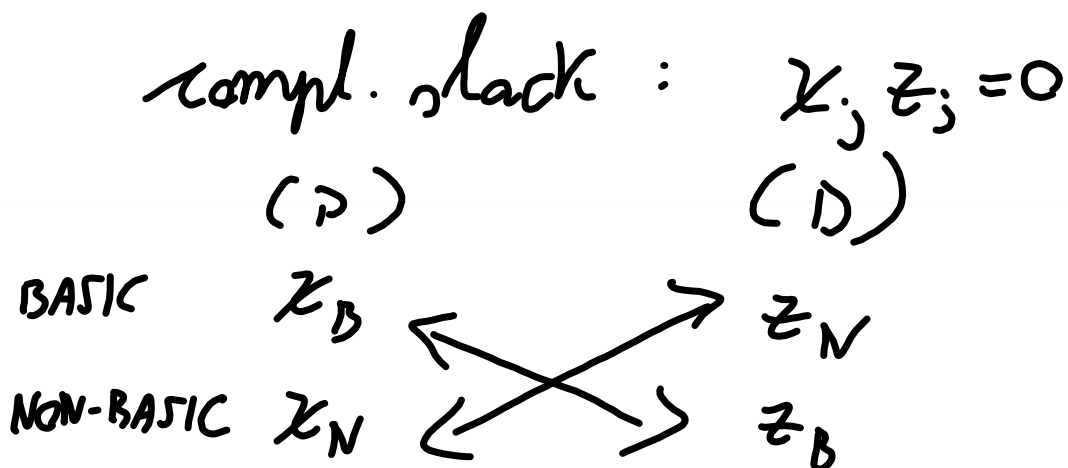 compl. slack : x_j z_j = 0
(P) (D)
BASIC x_B z_N
NON-BASIC x_N z_B